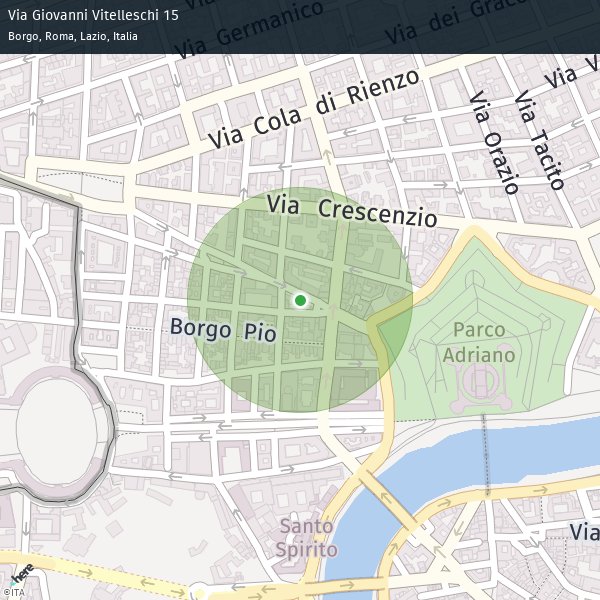 Via Giovanni Vitelleschi 15
Borgo, Roma, Lazio, Italia
Via Germanico
Via dei Gracc
Via V
Via Cola di Rienzo
Via Orazio
Via Tacito
Via Crescenzio
Borgo Pio
Parco
Adriano
Santo
Spirito
Via
here
©ITA